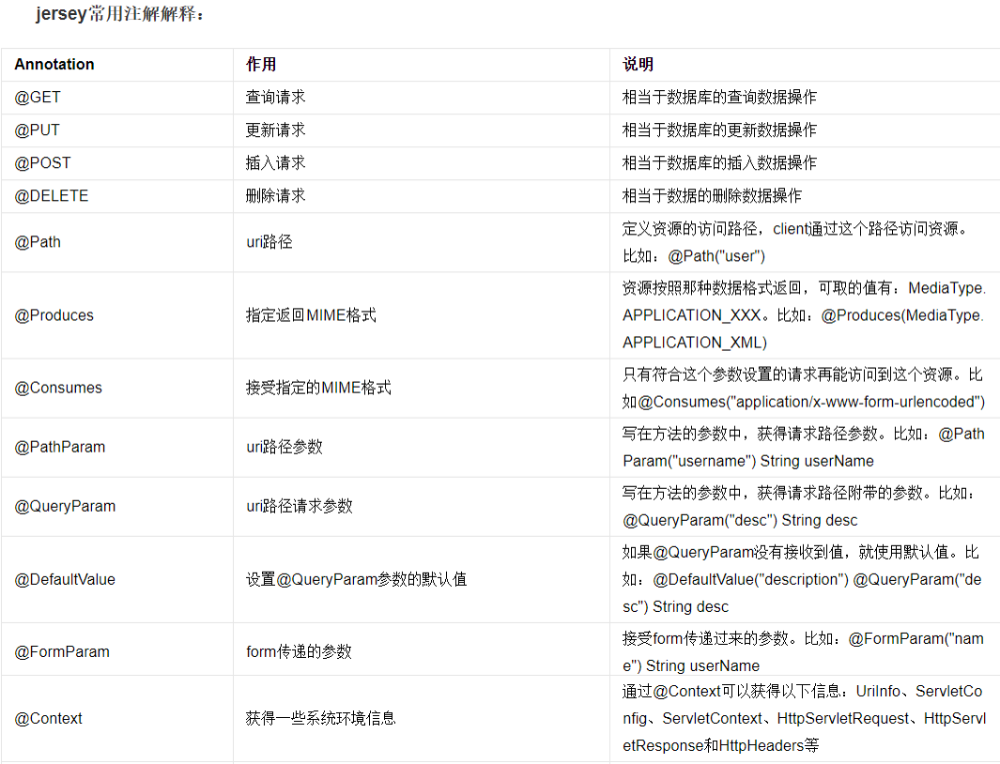 jersey常用注解解释：
Annotation 作用 说明
@GET 查询请求 相当于数据库的查询数据操作
@PUT 更新请求 相当于数据库的更新数据操作
@POST 插入请求 相当于数据库的插入数据操作
@DELETE 删除请求 相当于数据的删除数据操作
@Path uri路径 定义资源的访问路径，client通过这个路径访问资源。
比如：@Path("user")
@Produces 指定返回MIME格式 资源按照那种数据格式返回，可取的值有：MediaType.
APPLICATION_XXX。比如：@Produces(MediaType.
APPLICATION_XML)
@Consumes 接受指定的MIME格式 只有符合这个参数设置的请求再能访问到这个资源。比
如@Consumes("application/x-www-form-urlencoded")
@PathParam uri路径参数 写在方法的参数中，获得请求路径参数。比如：@Path
Param("username") String userName
@QueryParam uri路径请求参数 写在方法的参数中，获得请求路径附带的参数。比如：
@QueryParam("desc") String desc
@DefaultValue 设置@QueryParam参数的默认值 如果@QueryParam没有接收到值，就使用默认值。比
如：@DefaultValue("description") @QueryParam("de
sc") String desc
@FormParam form传递的参数 接受form传递过来的参数。比如：@FormParam("nam
e") String userName
@Context 获得一些系统环境信息 通过@Context可以获得以下信息：UriInfo、ServletCo
nfig、ServletContext、HttpServletRequest、HttpServl
etResponse和HttpHeaders等